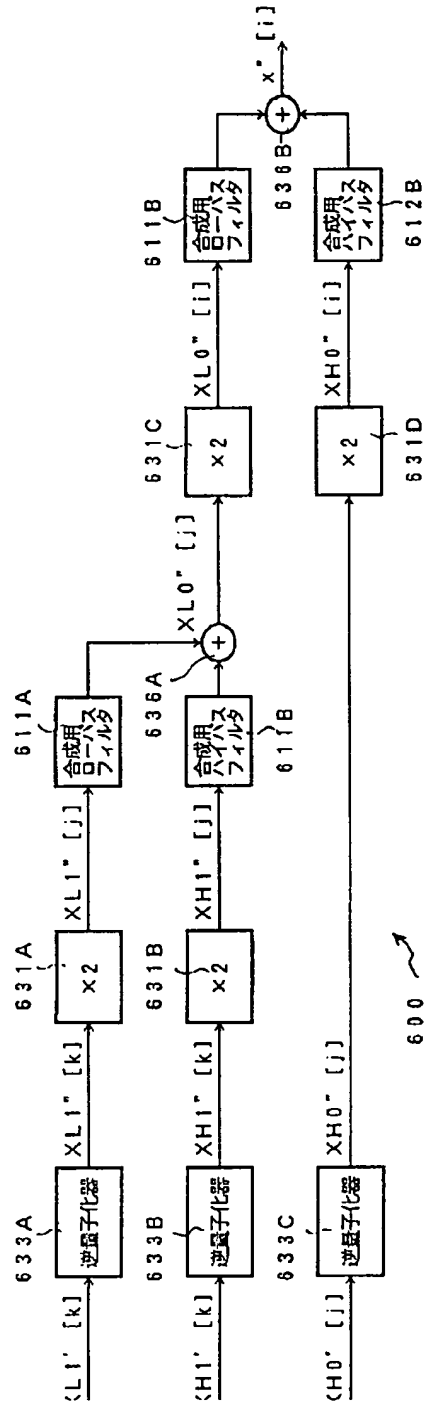 XL1' [k]
633A
逆量子化器
XL1" [k]
631A
×2
XL1" [j]
611A
合成用
ローパス
フィルタ
XH1' [k]
633B
逆量子化器
XH1" [k]
631B
×2
XH1" [j]
611B
合成用
ハイパス
フィルタ
636A
+
XL0" [j]
631C
×2
XL0" [i]
611B
合成用
ローパス
フィルタ
XH0' [j]
633C
逆量子化器
XH0" [j]
631D
×2
XH0" [i]
612B
合成用
ハイパス
フィルタ
636B
+
x" [i]
600